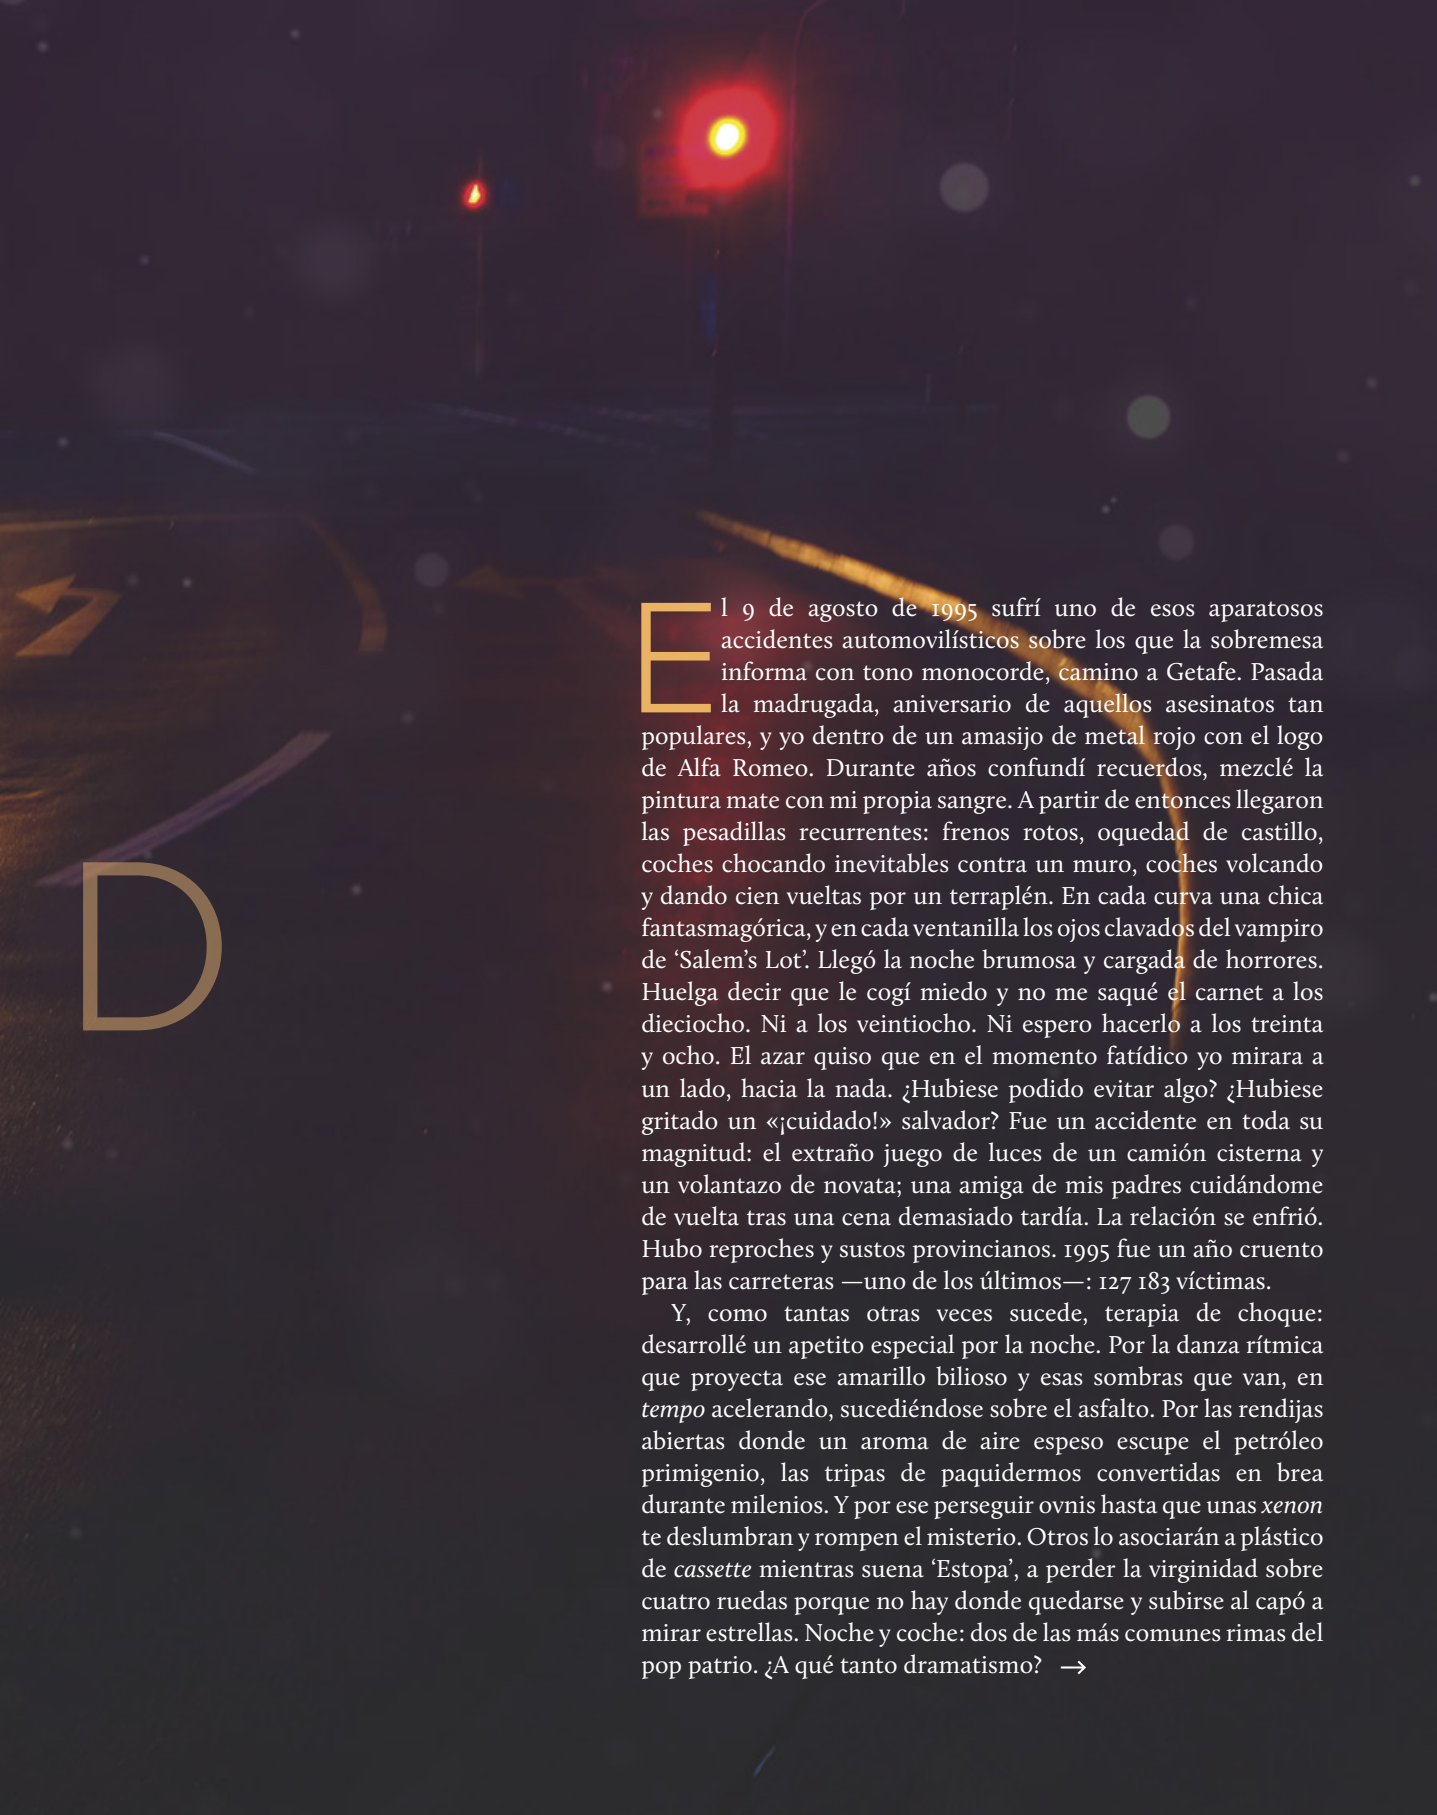 D
El 9 de agosto de 1995 sufrí uno de esos aparatosos
accidentes automovilísticos sobre los que la sobremesa
informa con tono monocorde, camino a Getafe. Pasada
la madrugada, aniversario de aquellos asesinatos tan
populares, y yo dentro de un amasijo de metal rojo con el logo
de Alfa Romeo. Durante años confundí recuerdos, mezclé la
pintura mate con mi propia sangre. A partir de entonces llegaron
las pesadillas recurrentes: frenos rotos, oquedad de castillo,
coches chocando inevitables contra un muro, coches volcando
y dando cien vueltas por un terraplén. En cada curva una chica
fantasmagórica, y en cada ventanilla los ojos clavados del vampiro
de ‘Salem’s Lot’. Llegó la noche brumosa y cargada de horrores.
Huelga decir que le cogí miedo y no me saqué el carnet a los
dieciocho. Ni a los veintiocho. Ni espero hacerlo a los treinta
y ocho. El azar quiso que en el momento fatídico yo mirara a
un lado, hacia la nada. ¿Hubiese podido evitar algo? ¿Hubiese
gritado un «¡cuidado!» salvador? Fue un accidente en toda su
magnitud: el extraño juego de luces de un camión cisterna y
un volantazo de novata; una amiga de mis padres cuidándome
de vuelta tras una cena demasiado tardía. La relación se enfrió.
Hubo reproches y sustos provincianos. 1995 fue un año cruento
para las carreteras —uno de los últimos—: 127 183 víctimas.
Y, como tantas otras veces sucede, terapia de choque:
desarrollé un apetito especial por la noche. Por la danza rítmica
que proyecta ese amarillo bilioso y esas sombras que van, en
tempo acelerando, sucediéndose sobre el asfalto. Por las rendijas
abiertas donde un aroma de aire espeso escupe el petróleo
primigenio, las tripas de paquidermos convertidas en brea
durante milenios. Y por ese perseguir ovnis hasta que unas xenon
te deslumbran y rompen el misterio. Otros lo asociarán a plástico
de cassette mientras suena ‘Estopa’, a perder la virginidad sobre
cuatro ruedas porque no hay donde quedarse y subirse al capó a
mirar estrellas. Noche y coche: dos de las más comunes rimas del
pop patrio. ¿A qué tanto dramatismo? →